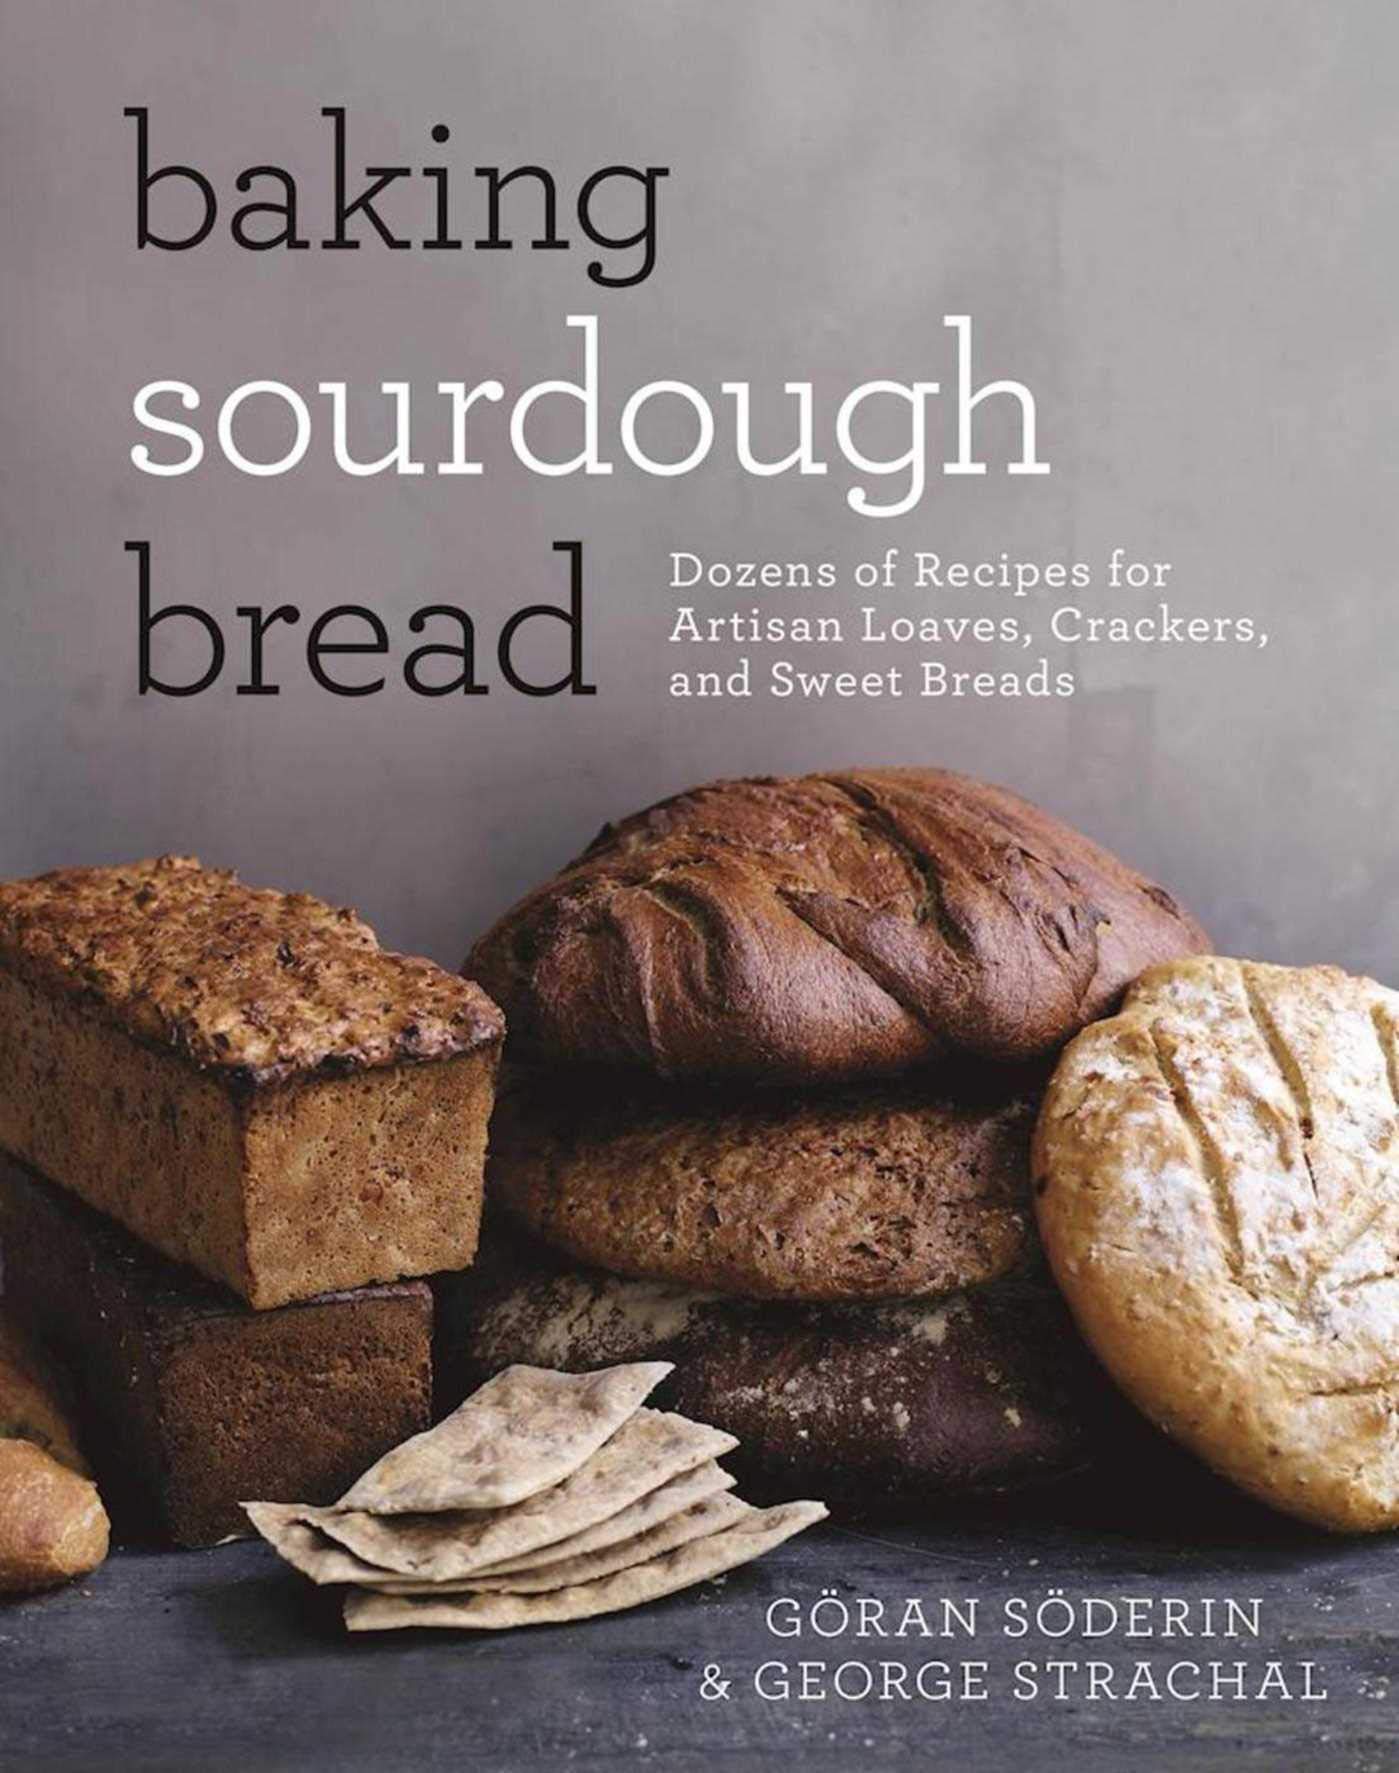 baking
sourdough
bread
Dozens of Recipes for
Artisan Loaves, Crackers,
and Sweet Breads
GÖRAN SÖDERIN
& GEORGE STRACHAL